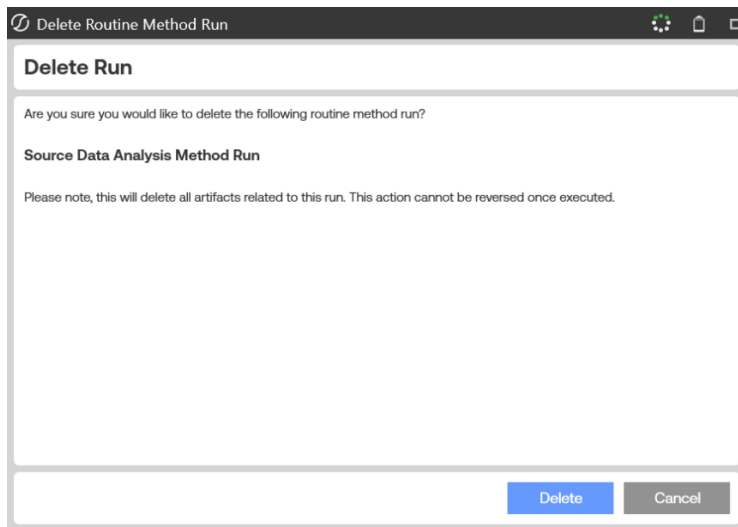 Delete Routine Method Run
Delete Run
Are you sure you would like to delete the following routine method run?
Source Data Analysis Method Run
Please note, this will delete all artifacts related to this run. This action cannot be reversed once executed.
Delete
Cancel